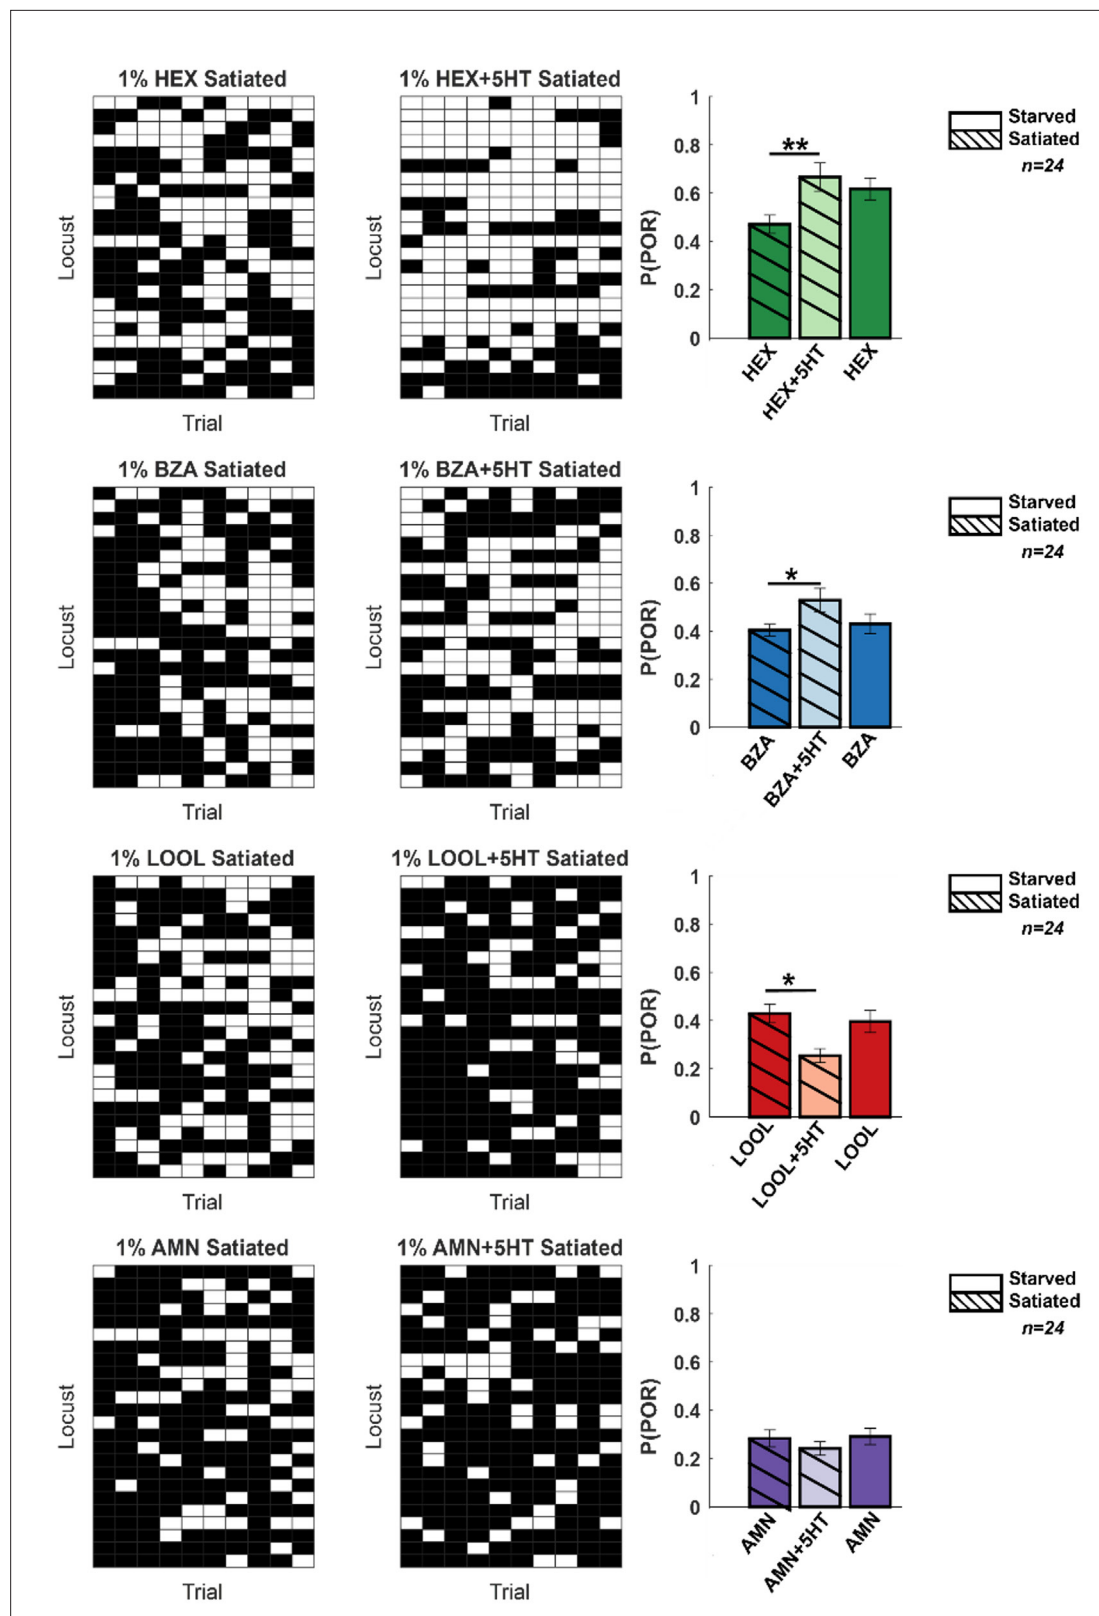 1% HEX Satiated
Locust
Trial
1% HEX+5HT Satiated
Locust
Trial
P(POR)
1
0.8
0.6
0.4
0.2
0
**
HEX
HEX+5HT
HEX
Starved
Satiated
n=24
1% BZA Satiated
Locust
Trial
1% BZA+5HT Satiated
Locust
Trial
P(POR)
1
0.8
0.6
0.4
0.2
0
*
BZA
BZA+5HT
BZA
Starved
Satiated
n=24
1% LOOL Satiated
Locust
Trial
1% LOOL+5HT Satiated
Locust
Trial
P(POR)
1
0.8
0.6
0.4
0.2
0
*
LOOL
LOOL+5HT
LOOL
Starved
Satiated
n=24
1% AMN Satiated
Locust
Trial
1% AMN+5HT Satiated
Locust
Trial
P(POR)
1
0.8
0.6
0.4
0.2
0
AMN
AMN+5HT
AMN
Starved
Satiated
n=24